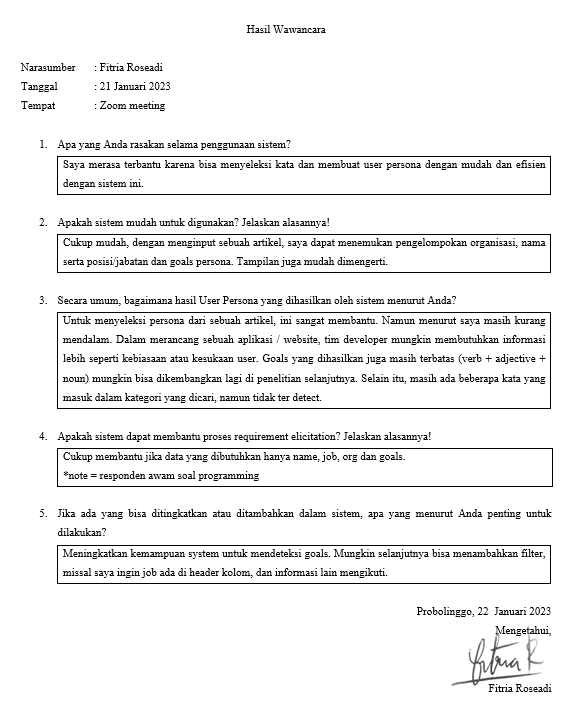 Hasil Wawancara
Narasumber : Fitria Roseadi
Tanggal : 21 Januari 2023
Tempat : Zoom meeting
1. Apa yang Anda rasakan selama penggunaan sistem?
Saya merasa terbantu karena bisa menyeleksi kata dan membuat user persona dengan mudah dan efisien
dengan sistem ini.
2. Apakah sistem mudah untuk digunakan? Jelaskan alasannya!
Cukup mudah, dengan menginput sebuah artikel, saya dapat menemukan pengelompokan organisasi, nama
serta posisi/jabatan dan goals persona. Tampilan juga mudah dimengerti.
3. Secara umum, bagaimana hasil User Persona yang dihasilkan oleh sistem menurut Anda?
Untuk menyeleksi persona dari sebuah artikel, ini sangat membantu. Namun menurut saya masih kurang
mendalam. Dalam merancang sebuah aplikasi / website, tim developer mungkin membutuhkan informasi
lebih seperti kebiasaan atau kesukaan user. Goals yang dihasilkan juga masih terbatas (verb + adjective +
noun) mungkin bisa dikembangkan lagi di penelitian selanjutnya. Selain itu, masih ada beberapa kata yang
masuk dalam kategori yang dicari, namun tidak ter detect.
4. Apakah sistem dapat membantu proses requirement elicitation? Jelaskan alasannya!
Cukup membantu jika data yang dibutuhkan hanya name, job, org dan goals.
*note = responden awam soal programming
5. Jika ada yang bisa ditingkatkan atau ditambahkan dalam sistem, apa yang menurut Anda penting untuk
dilakukan?
Meningkatkan kemampuan system untuk mendeteksi goals. Mungkin selanjutnya bisa menambahkan filter,
missal saya ingin job ada di header kolom, dan informasi lain mengikuti.
Probolinggo, 22 Januari 2023
Mengetahui,
Fitria R
Fitria Roseadi